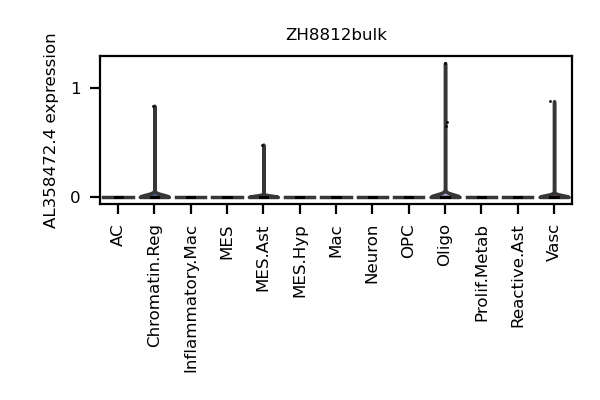 ZH8812bulk
AL358472.4 expression
1
0
AC
Chromatin.Reg
Inflammatory.Mac
MES
MES.Ast
MES.Hyp
Mac
Neuron
OPC
Oligo
Prolif.Metab
Reactive.Ast
Vasc